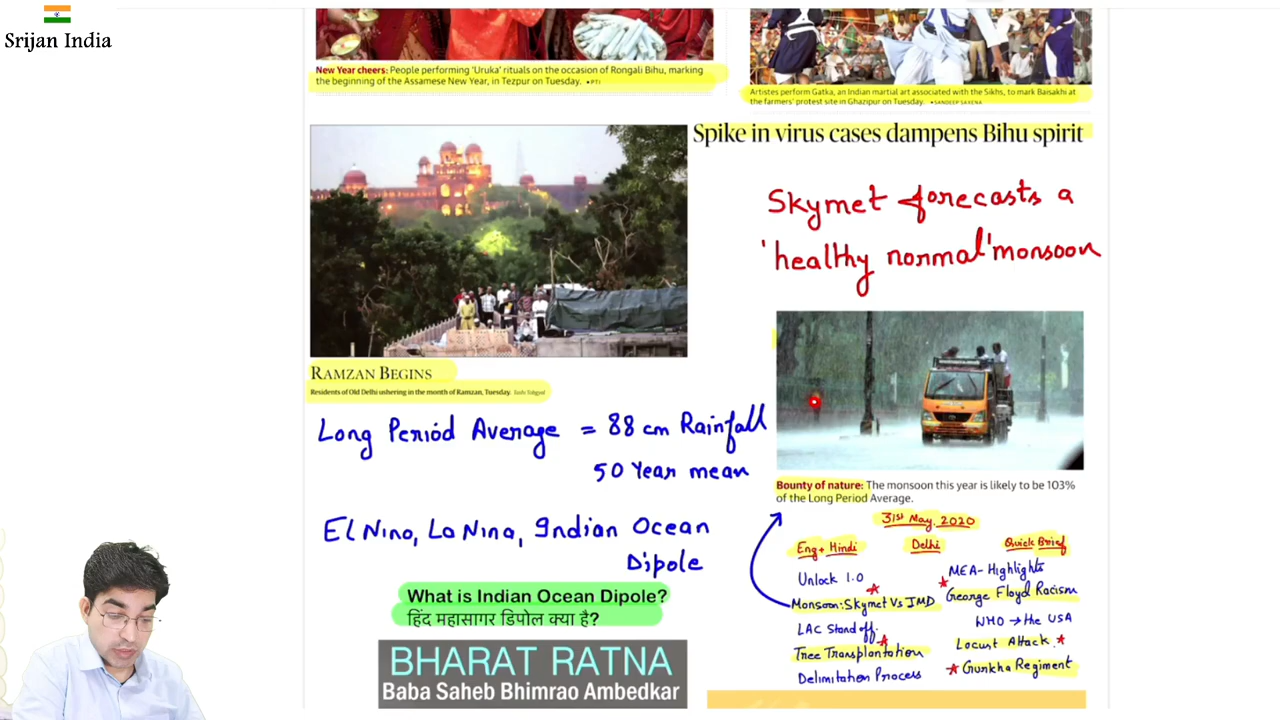 Srijan India
New Year cheers: People performing 'Uruka' rituals on the occasion of Rongali Bihu, marking
the beginning of the Assamese New Year, in Tezpur on Tuesday. •PTI
Artistes perform Gatka, an Indian martial art associated with the Sikhs, to mark Baisakhi at
the farmers' protest site in Ghazipur on Tuesday. •SANDEEP SAXENA
Spike in virus cases dampens Bihu spirit
Skymet forecasts a
'healthy normal' monsoon
RAMZAN BEGINS
Residents of Old Delhi ushering in the month of Ramzan, Tuesday.
Long Period Average = 88 cm Rainfall
50 Year mean
El Nino, La Nina, Indian Ocean
Dipole
What is Indian Ocean Dipole?
हिंद महासागर डिपोल क्या है?
BHARAT RATNA
Baba Saheb Bhimrao Ambedkar
Bounty of nature: The monsoon this year is likely to be 103%
of the Long Period Average.
31st May, 2020
Eng + Hindi
Unlock 1.0
Monsoon: Skymet Vs IMD
LAC Stand off.
Tree Transplantation
Delimitation Process
Delhi
Quick Brief
MEA - Highlights
George Floyd Racism
WHO → the USA
Locust Attack.
Gurkha Regiment